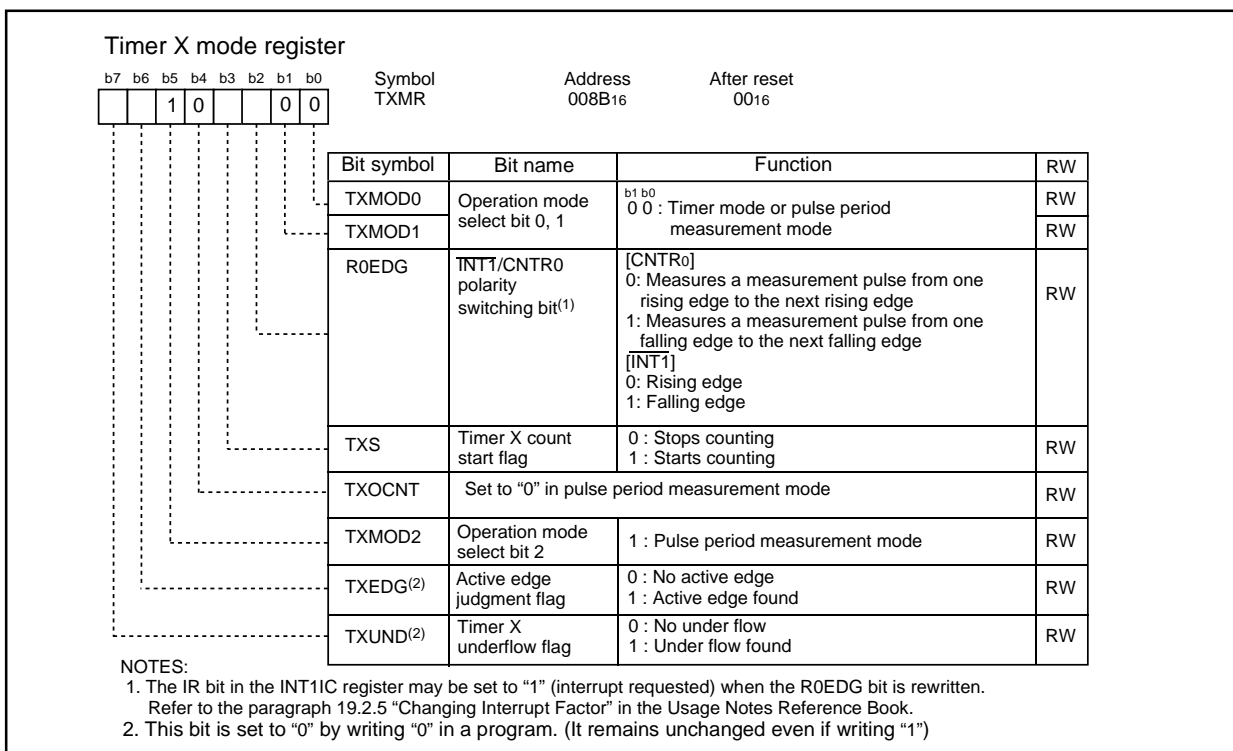 Timer X mode register
b7 b6 b5 b4 b3 b2 b1 b0
Symbol Address After reset
TXMR 008B16 0016
1 0 0 0
Bit symbol Bit name Function RW
TXMOD0 Operation mode select bit 0, 1 b1 b0 RW
0 0 : Timer mode or pulse period
measurement mode
TXMOD1 RW
R0EDG INT1/CNTR0
polarity
switching bit(1)
[CNTR0]
0: Measures a measurement pulse from one
rising edge to the next rising edge
1: Measures a measurement pulse from one
falling edge to the next falling edge
[INT1]
0: Rising edge
1: Falling edge
RW
TXS Timer X count
start flag
0 : Stops counting
1 : Starts counting
RW
TXOCNT Set to “0” in pulse period measurement mode RW
TXMOD2 Operation mode
select bit 2
1 : Pulse period measurement mode RW
TXEDG(2) Active edge
judgment flag
0 : No active edge
1 : Active edge found
RW
TXUND(2) Timer X
underflow flag
0 : No under flow
1 : Under flow found
RW
NOTES:
1. The IR bit in the INT1IC register may be set to “1” (interrupt requested) when the R0EDG bit is rewritten.
Refer to the paragraph 19.2.5 “Changing Interrupt Factor” in the Usage Notes Reference Book.
2. This bit is set to “0” by writing “0” in a program. (It remains unchanged even if writing “1”)